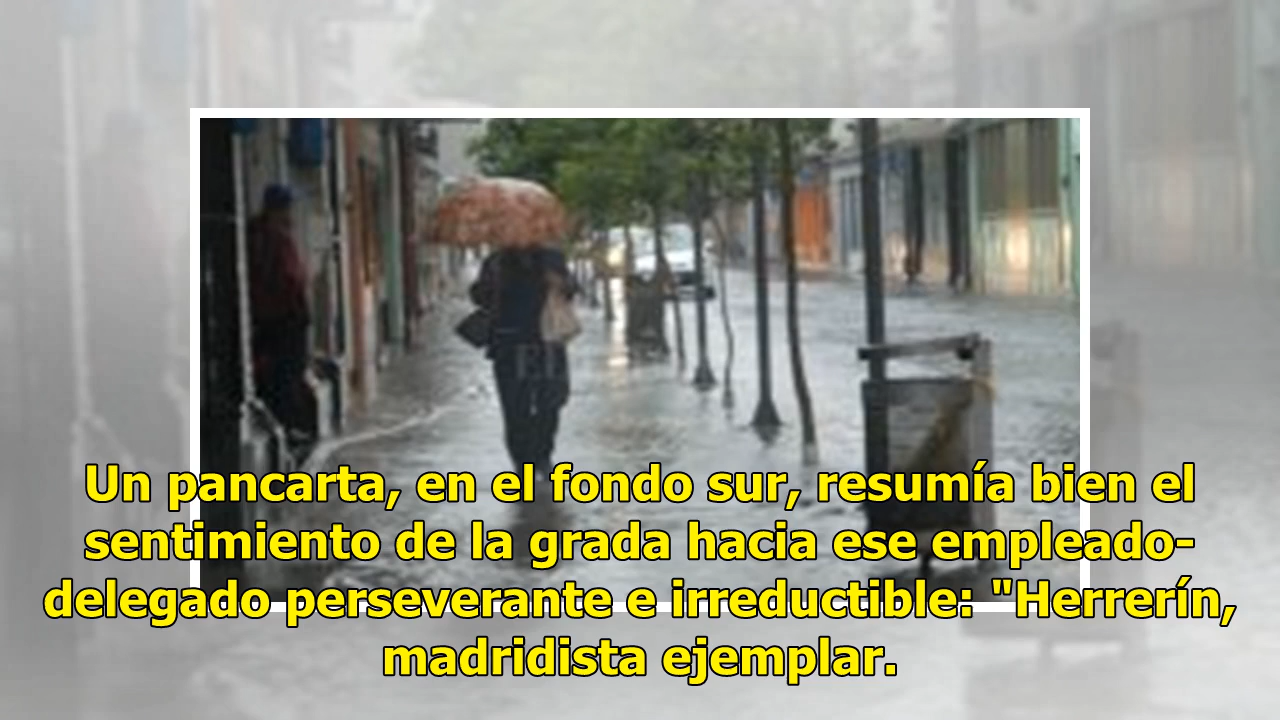 Un pancarta, en el fondo sur, resumía bien el
sentimiento de la grada hacia ese empleado-
delegado perseverante e irreductible: "Herrerín,
madridista ejemplar.